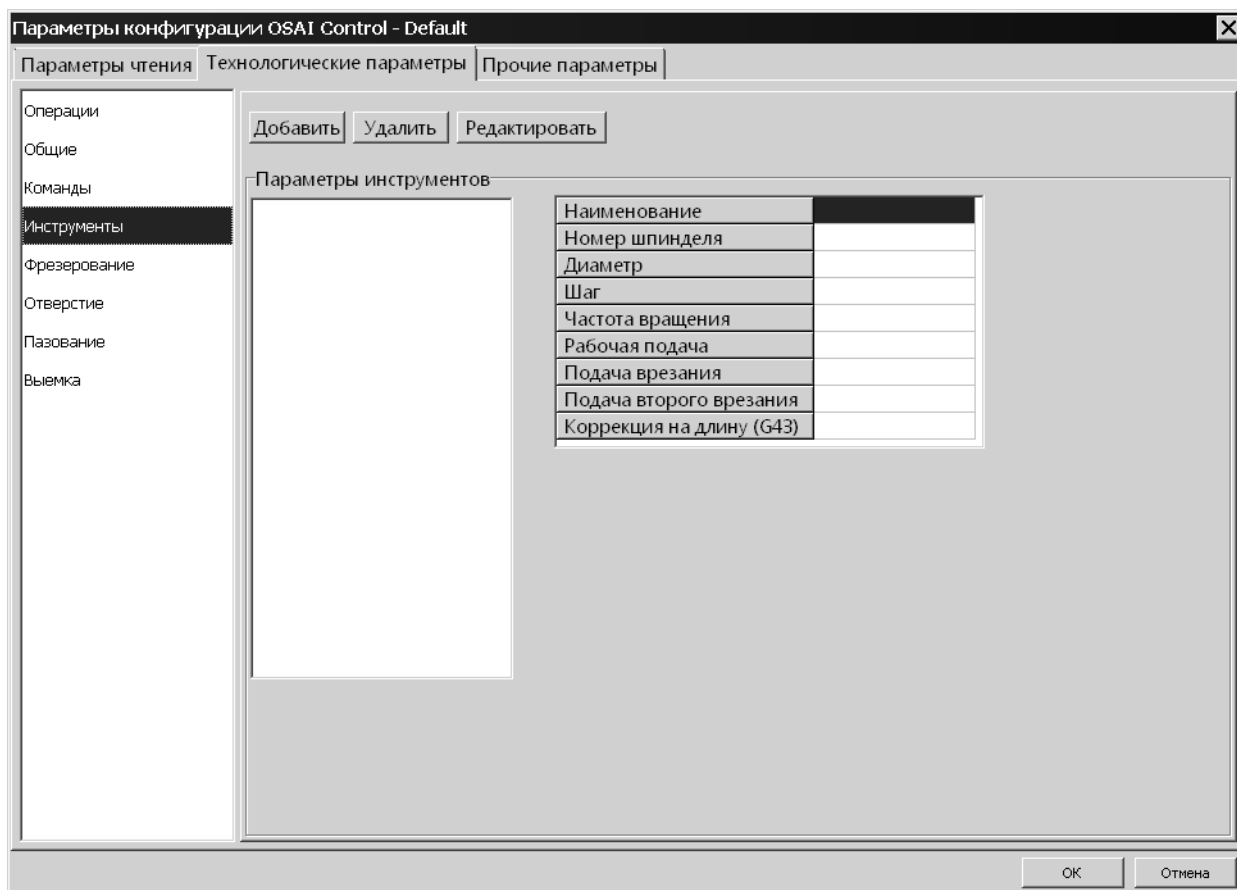 Параметры конфигурации OSAI Control - Default
Параметры чтения Технологические параметры Прочие параметры
Операции
Общие
Команды
Инструменты
Фрезерование
Отверстие
Пазование
Выемка
Добавить Удалить Редактировать
Параметры инструментов
Наименование
Номер шпинделя
Диаметр
Шаг
Частота вращения
Рабочая подача
Подача врезания
Подача второго врезания
Коррекция на длину (G43)
ОК Отмена